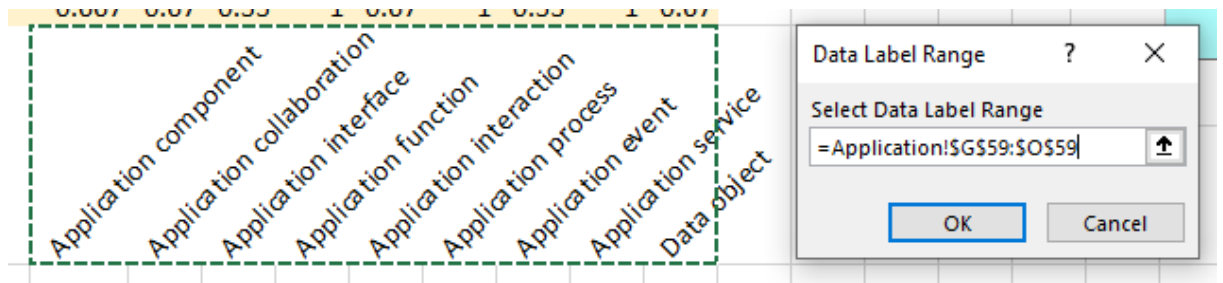 Application component
Application collaboration
Application interface
Application function
Application interaction
Application process
Application event
Application service
Data object
Data Label Range ? ×
Select Data Label Range
=Application!$G$59:$O$59
OK Cancel